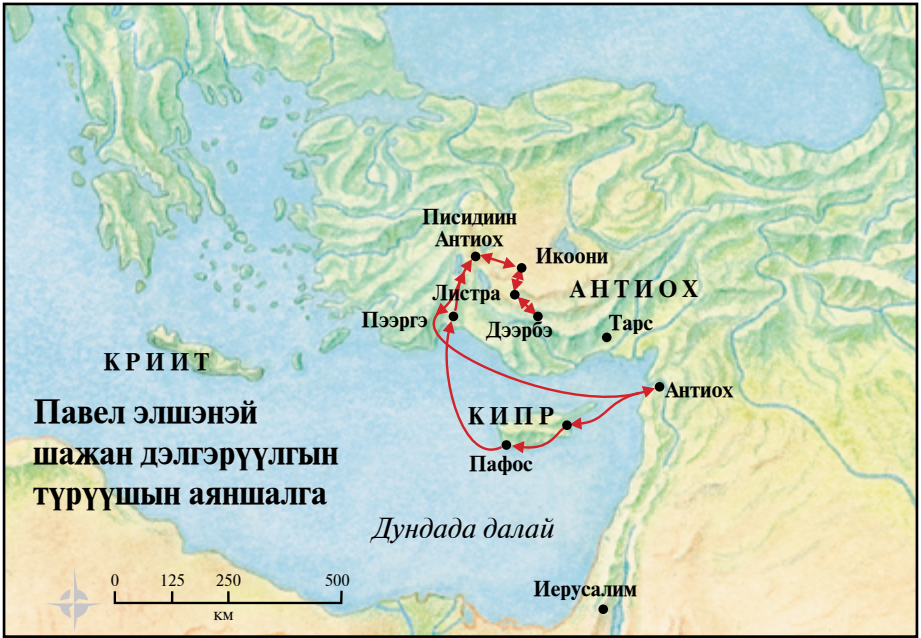 Писидиин
Антиох
Икоони
АНТИОХ
Листра
Пээргэ
Дээрбэ
Тарс
КРИИТ
Антиох
Павел элшэнэй
шажан дэлгэрүүлгын
түрүүшын аяншалга
КИПР
Пафос
Дундада далай
0 125 250 500
км
Иерусалим